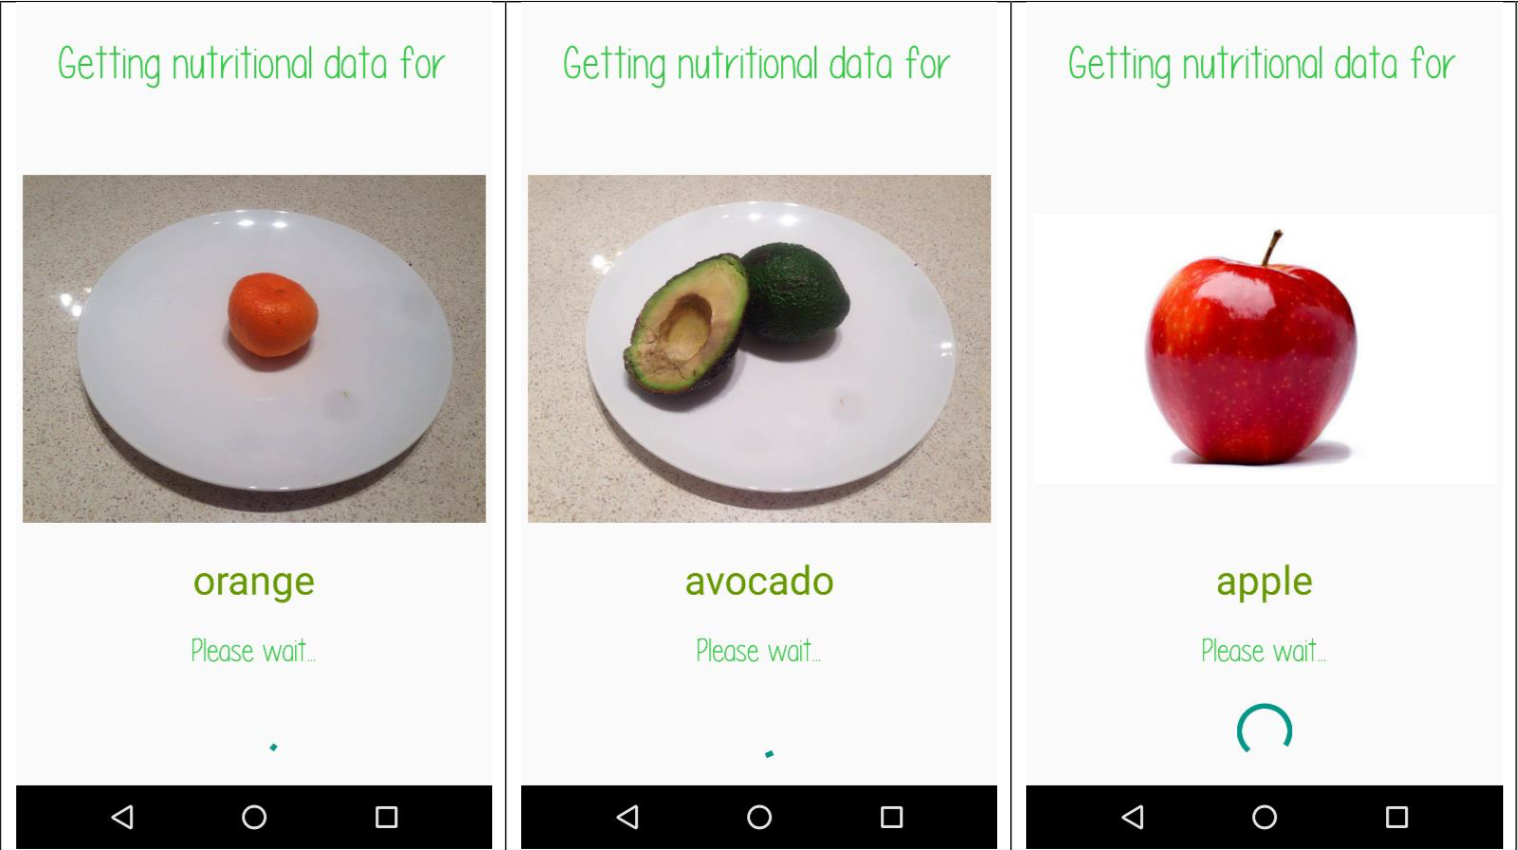 Getting nutritional data for
orange
Please wait...
Getting nutritional data for
avocado
Please wait...
Getting nutritional data for
apple
Please wait...